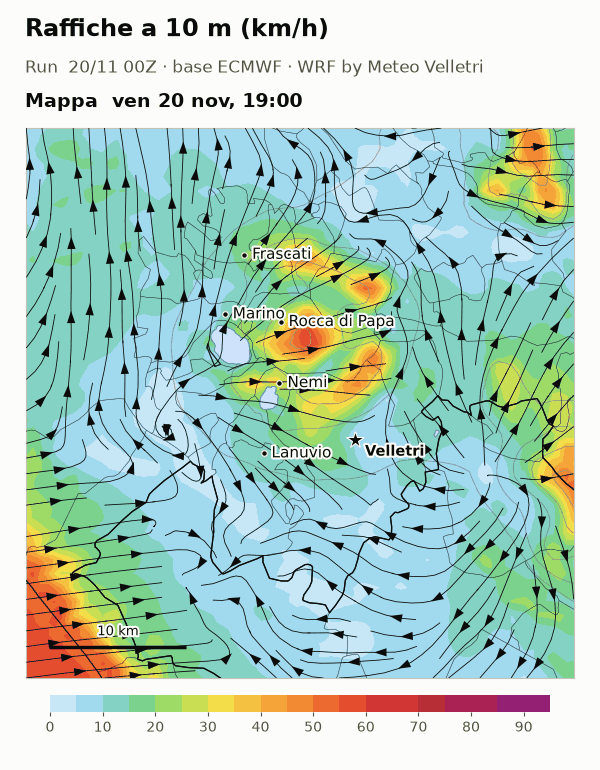 Raffiche a 10 m (km/h)
Run  20/11 00Z · base ECMWF · WRF by Meteo Velletri
Mappa  ven 20 nov, 19:00
Frascati
Marino
Rocca di Papa
Nemi
Velletri
Lanuvio
10 km
0 10 20 30 40 50 60 70 80 90